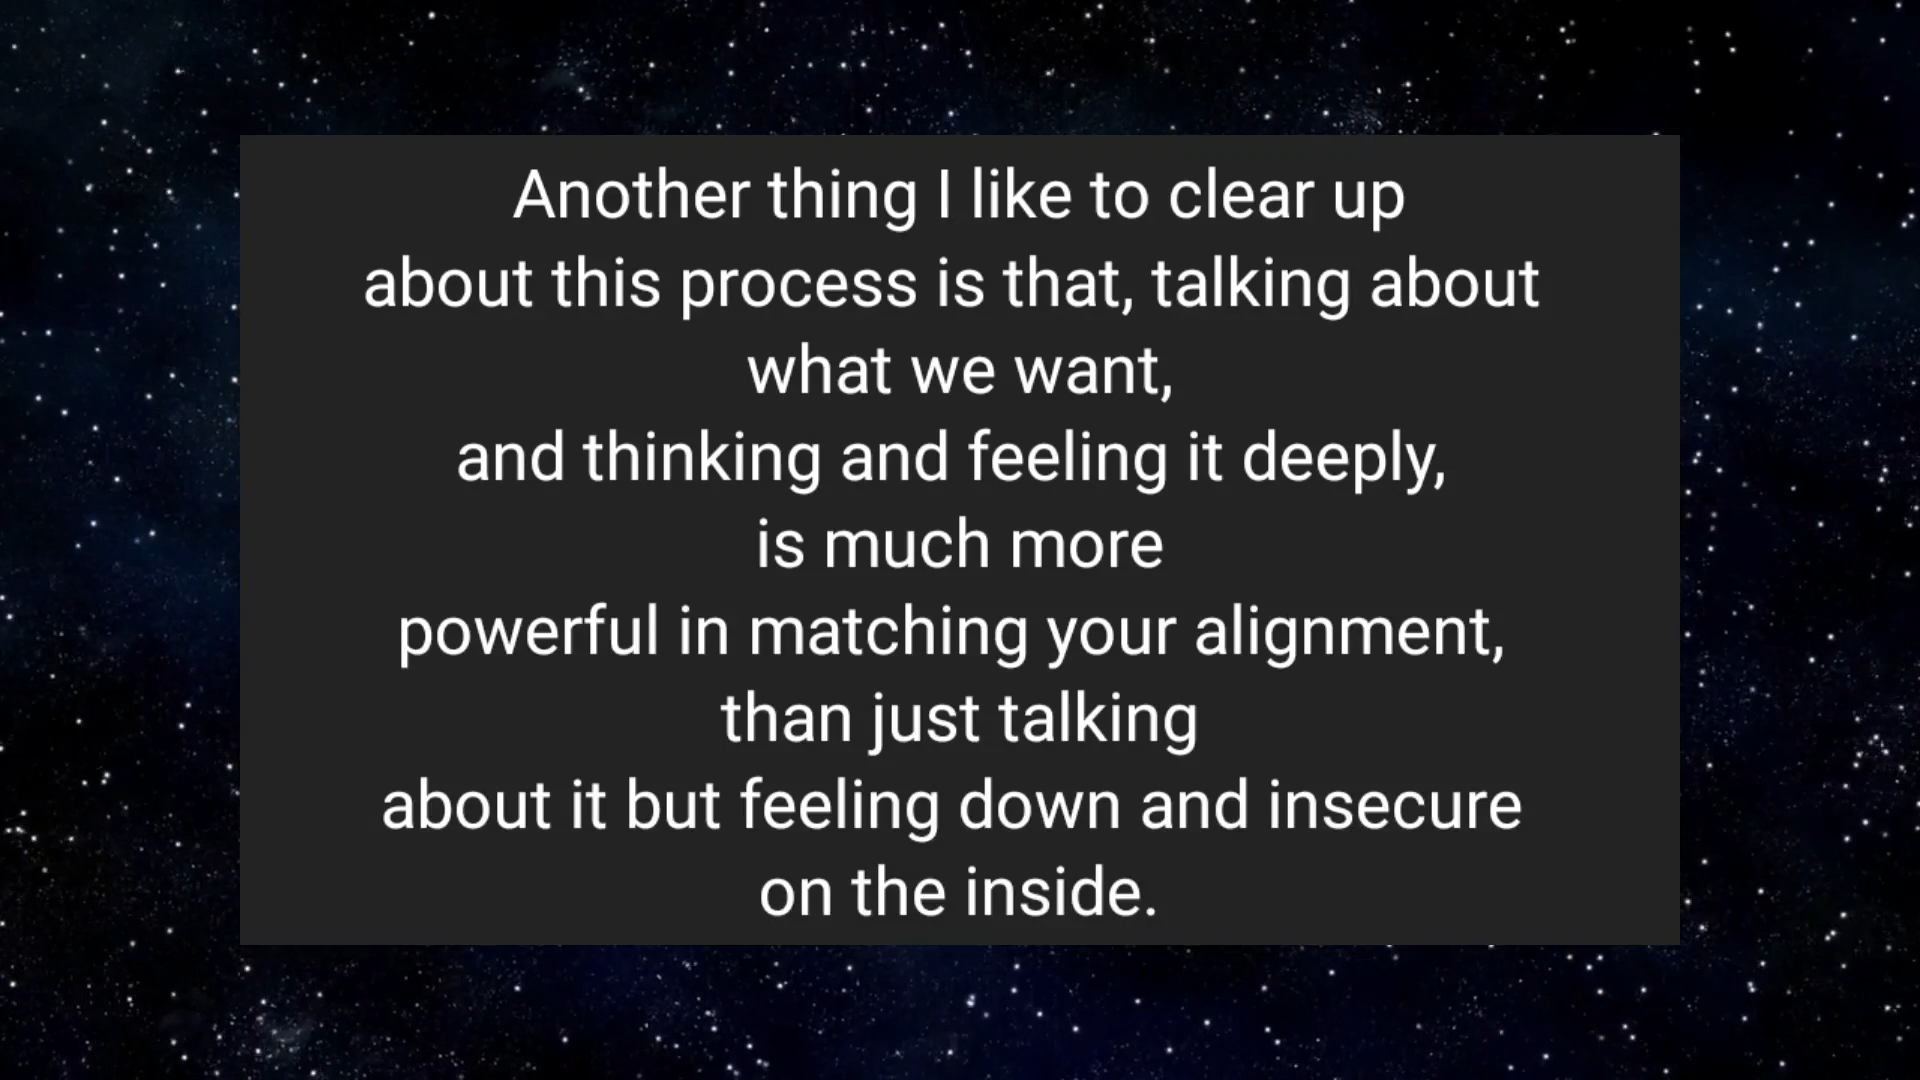 Another thing I like to clear up
about this process is that, talking about
what we want,
and thinking and feeling it deeply,
is much more
powerful in matching your alignment,
than just talking
about it but feeling down and insecure
on the inside.